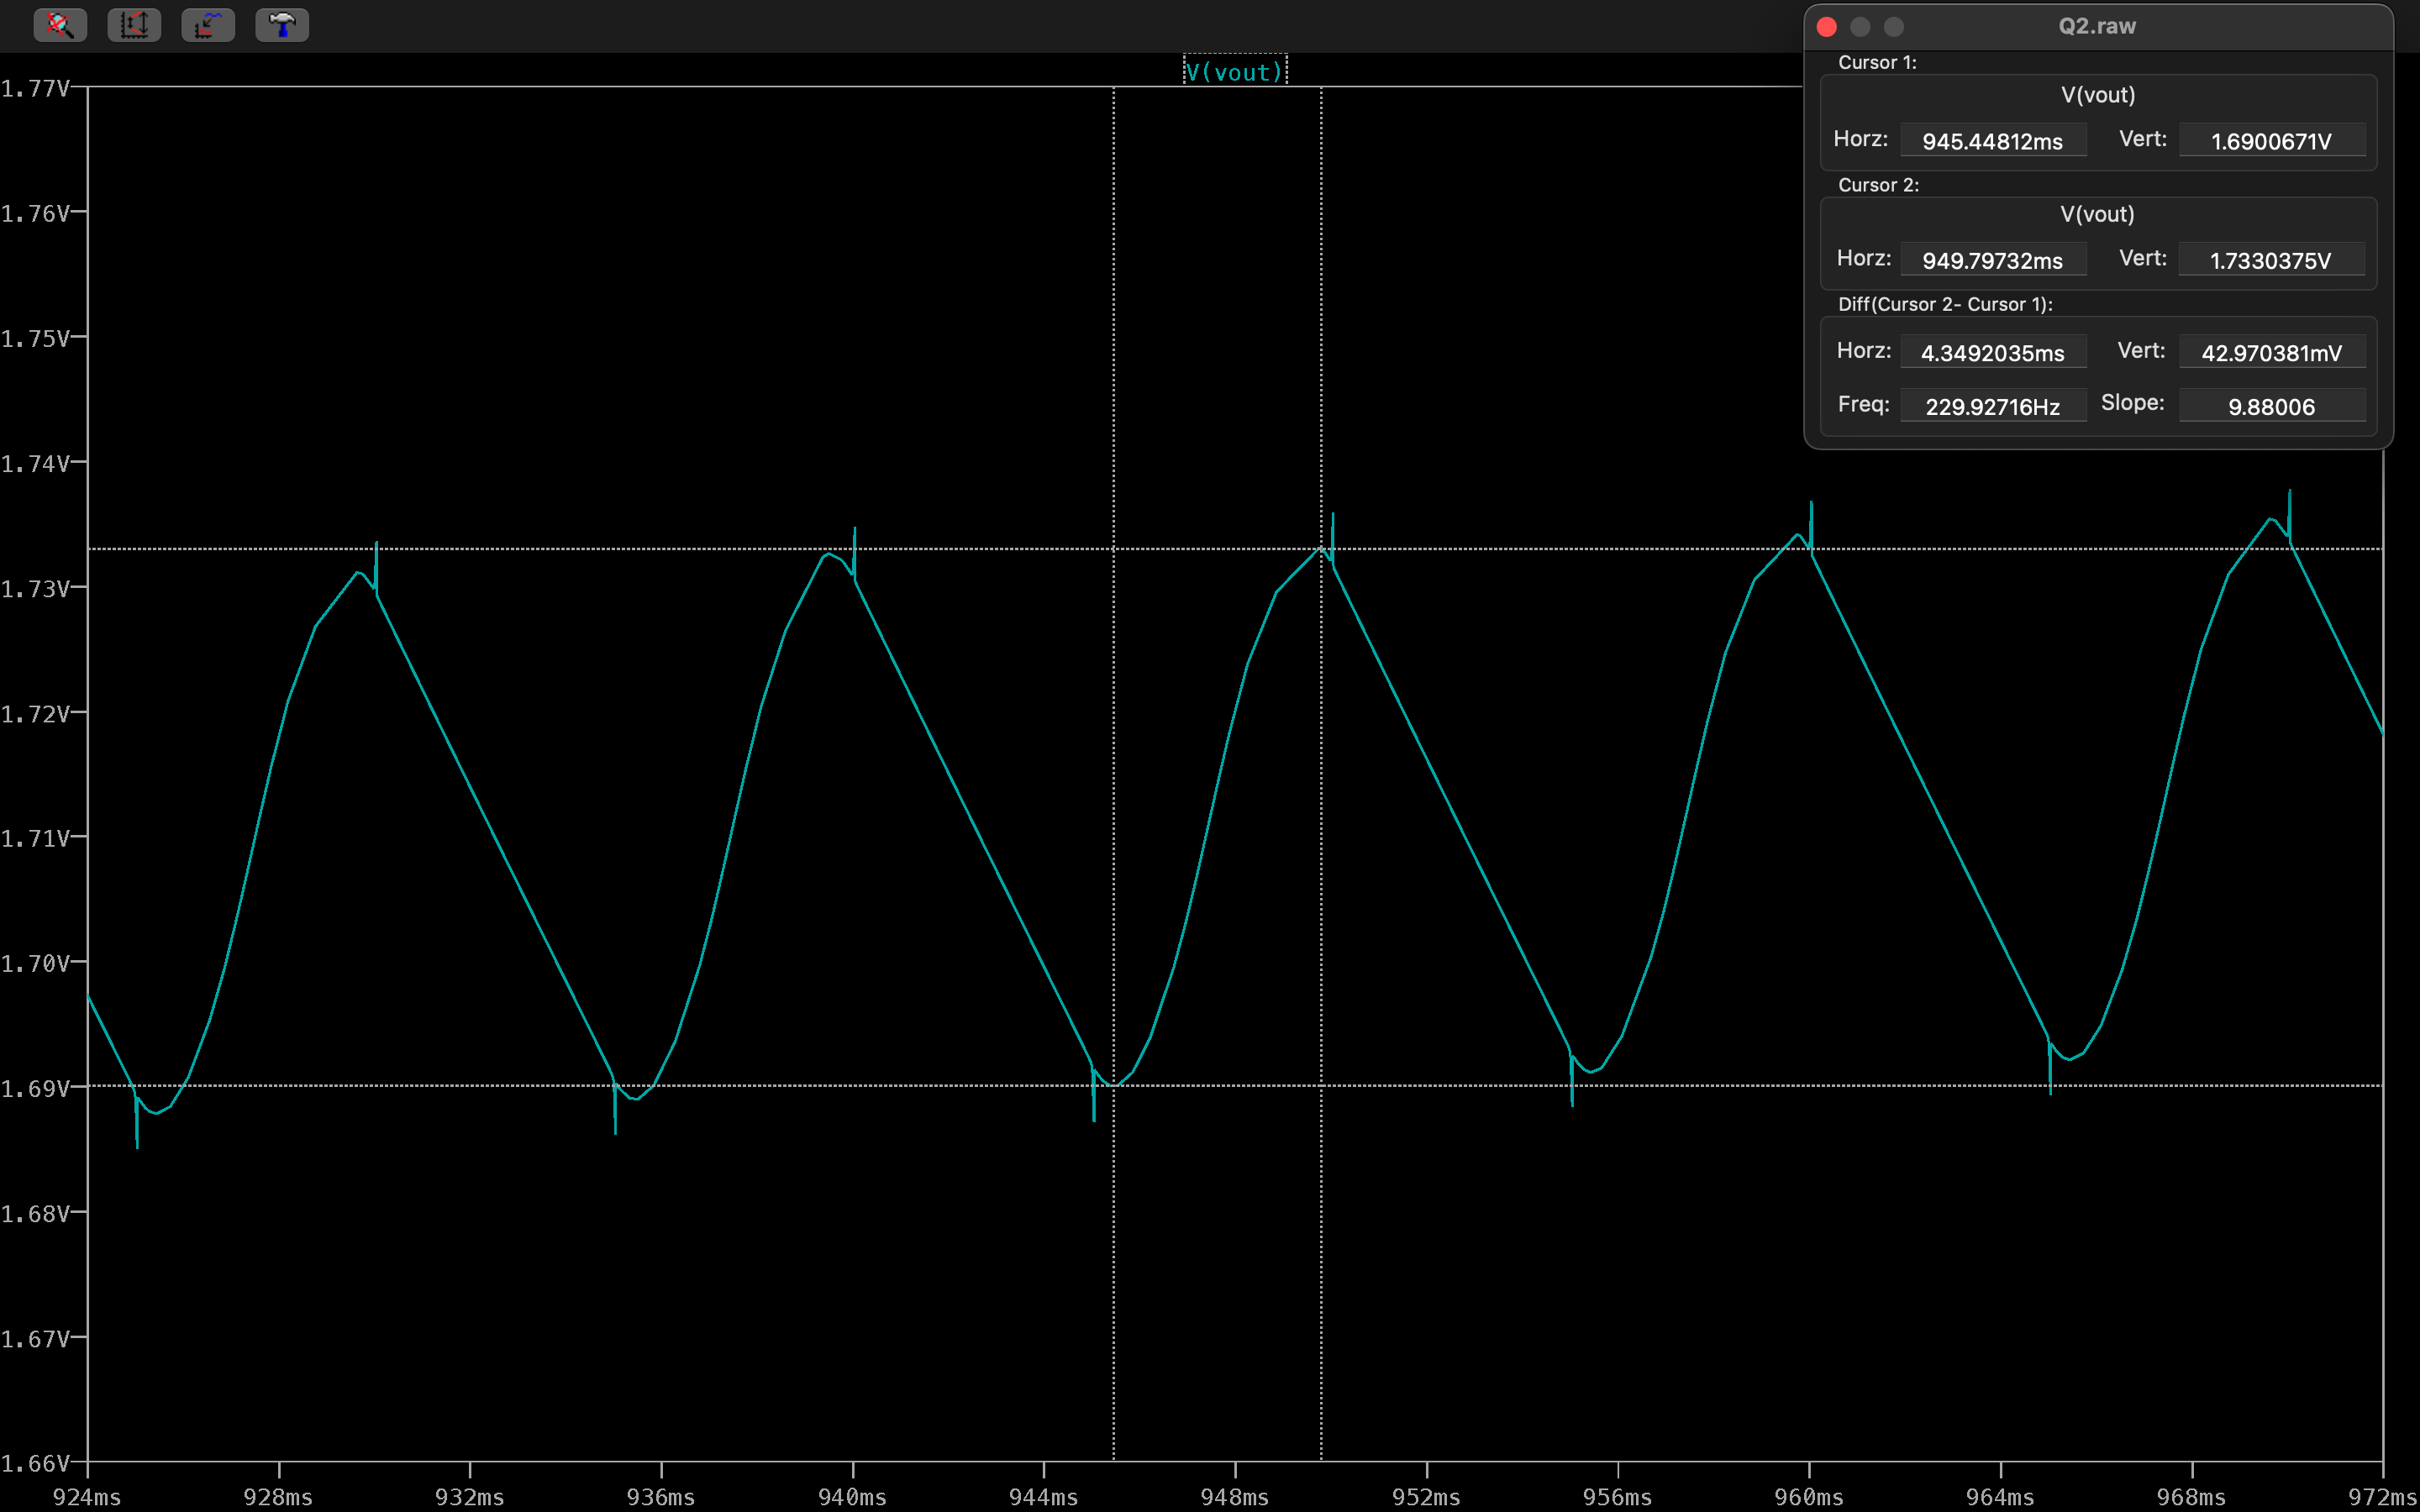 Q2.raw
Cursor 1:
V(vout)
Horz: 945.44812ms Vert: 1.6900671V
Cursor 2:
V(vout)
Horz: 949.79732ms Vert: 1.7330375V
Diff(Cursor 2- Cursor 1):
Horz: 4.3492035ms Vert: 42.970381mV
Freq: 229.92716Hz Slope: 9.88006
V(vout)
1.77V
1.76V
1.75V
1.74V
1.73V
1.72V
1.71V
1.70V
1.69V
1.68V
1.67V
1.66V
924ms 928ms 932ms 936ms 940ms 944ms 948ms 952ms 956ms 960ms 964ms 968ms 972ms